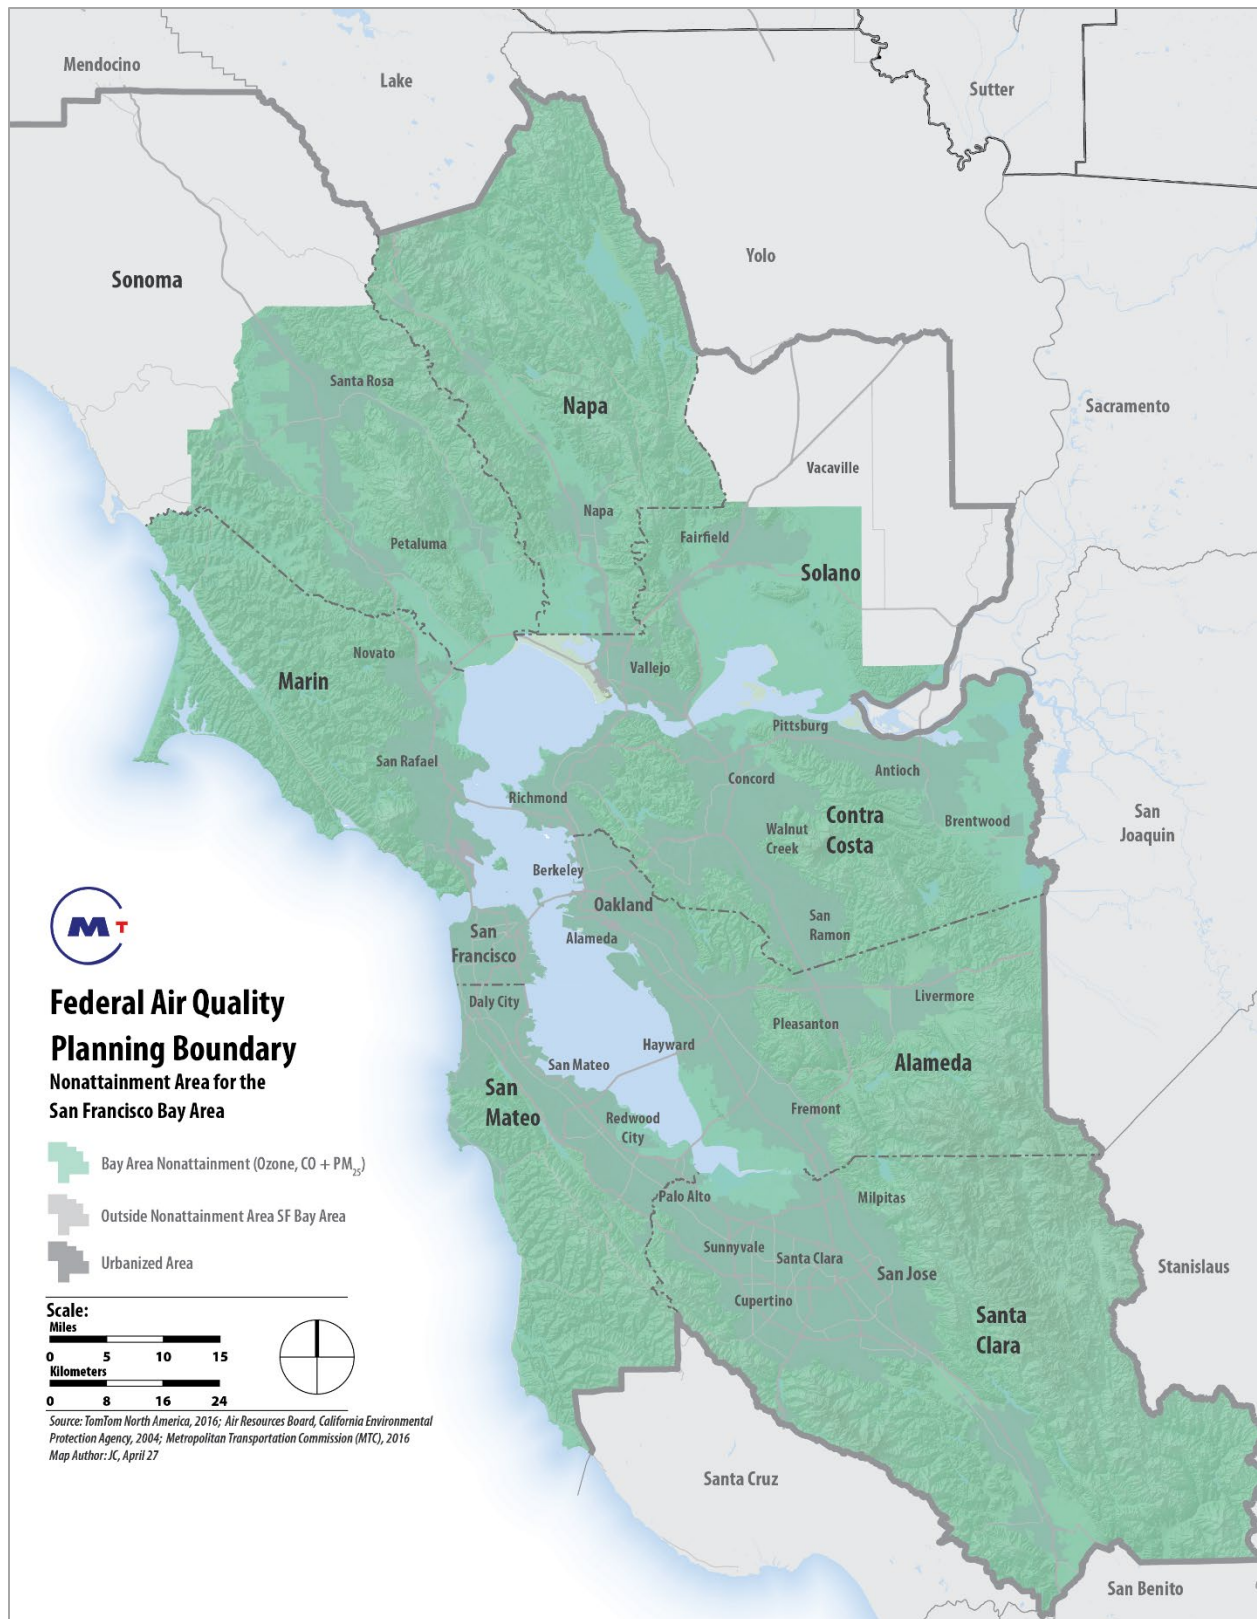 Mendocino
Lake
Sutter
Yolo
Sonoma
Santa Rosa
Napa
Sacramento
Vacaville
Napa
Fairfield
Petaluma
Solano
Novato
Vallejo
Marin
Pittsburg
San Rafael
Concord
Antioch
Richmond
Contra
Costa
Brentwood
San
Joaquin
Walnut
Creek
Berkeley
Oakland
San
Ramon
San
Francisco
Alameda
M T
Federal Air Quality
Planning Boundary
Nonattainment Area for the
San Francisco Bay Area
Daly City
Livermore
Pleasanton
Hayward
San Mateo
Alameda
San
Mateo
Redwood
City
Fremont
Bay Area Nonattainment (Ozone, CO + PM25)
Outside Nonattainment Area SF Bay Area
Urbanized Area
Palo Alto
Milpitas
Sunnyvale
Santa Clara
San Jose
Cupertino
Stanislaus
Santa
Clara
Scale:
Miles
0 5 10 15
Kilometers
0 8 16 24
Source: TomTom North America, 2016; Air Resources Board, California Environmental
Protection Agency, 2004; Metropolitan Transportation Commission (MTC), 2016
Map Author: JC, April 27
Santa Cruz
San Benito